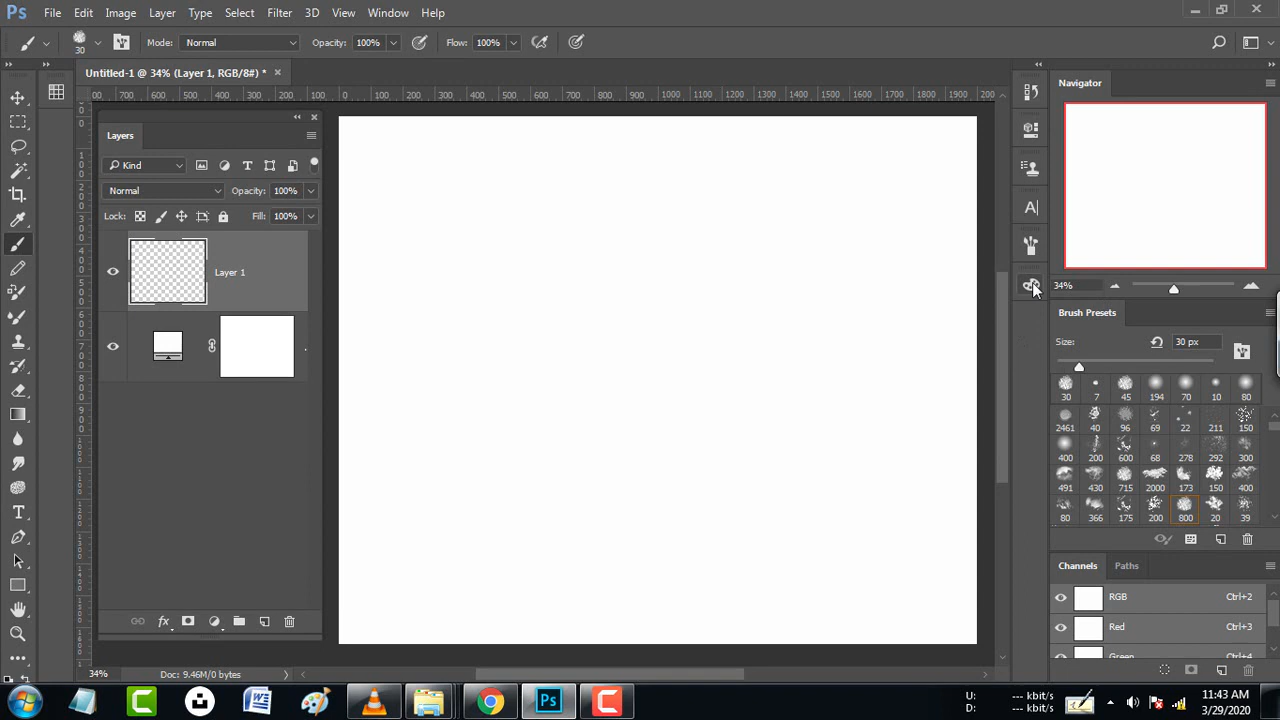 Ps File Edit Image Layer Type Select Filter 3D View Window Help
30 Mode: Normal Opacity: 100% Flow: 100%
Untitled-1 @ 34% (Layer 1, RGB/8#) * ×
00 700 600 500 400 300 200 100 0 100 200 300 400 500 600 700 800 900 1000 1100 1200 1300 1400 1500 1600 1700 1800 1900 200
Layers
Kind
Normal Opacity: 100%
Lock: Fill: 100%
Layer 1
Navigator
34%
Brush Presets
Size: 30 px
30 7 45 194 70 10 80
2461 40 96 69 22 211 150
400 200 600 68 278 292 300
491 430 715 2000 173 150 400
80 366 175 200 800 20 39
Channels Paths
RGB Ctrl+2
Red Ctrl+3
Green Ctrl+4
fx
34% Doc: 9.46M/0 bytes
U: --- kbit/s
D: --- kbit/s
11:43 AM
3/29/2020